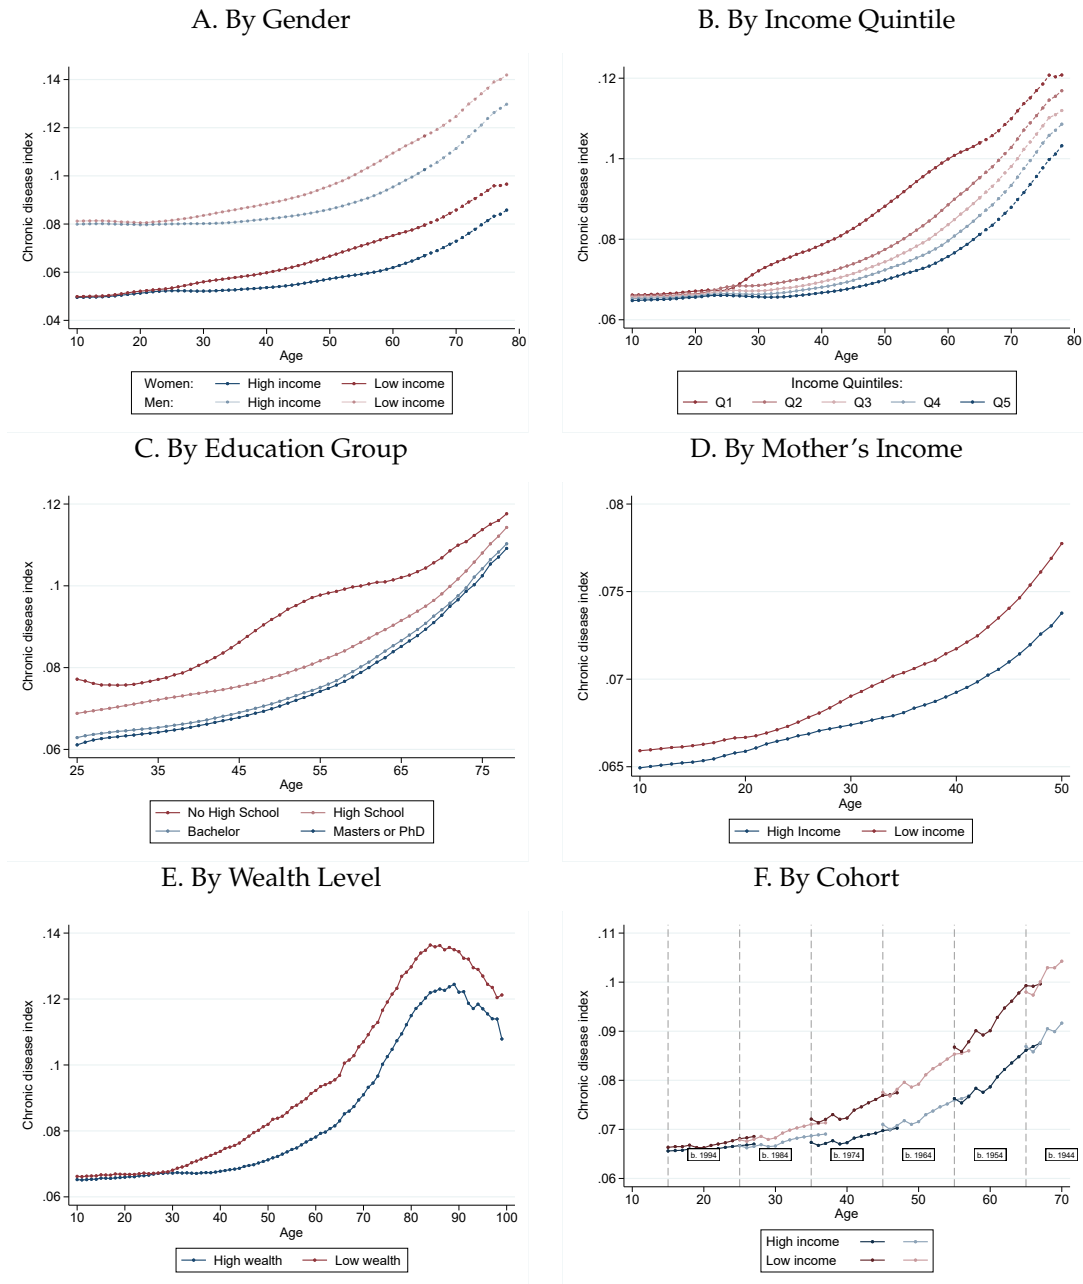 A. By Gender
B. By Income Quintile
Chronic disease index
.14
.12
.1
.08
.06
.04
10 20 30 40 50 60 70 80
Age
Women: High income Low income
Men: High income Low income
Chronic disease index
.12
.1
.08
.06
10 20 30 40 50 60 70 80
Age
Income Quintiles:
Q1 Q2 Q3 Q4 Q5
C. By Education Group
D. By Mother's Income
Chronic disease index
.12
.1
.08
.06
25 35 45 55 65 75
Age
No High School High School
Bachelor Masters or PhD
Chronic disease index
.08
.075
.07
.065
10 20 30 40 50
Age
High Income Low income
E. By Wealth Level
F. By Cohort
Chronic disease index
.14
.12
.1
.08
.06
10 20 30 40 50 60 70 80 90 100
Age
High wealth Low wealth
Chronic disease index
.11
.1
.09
.08
.07
.06
b. 1994 b. 1984 b. 1974 b. 1964 b. 1954 b. 1944
10 20 30 40 50 60 70
Age
High income
Low income